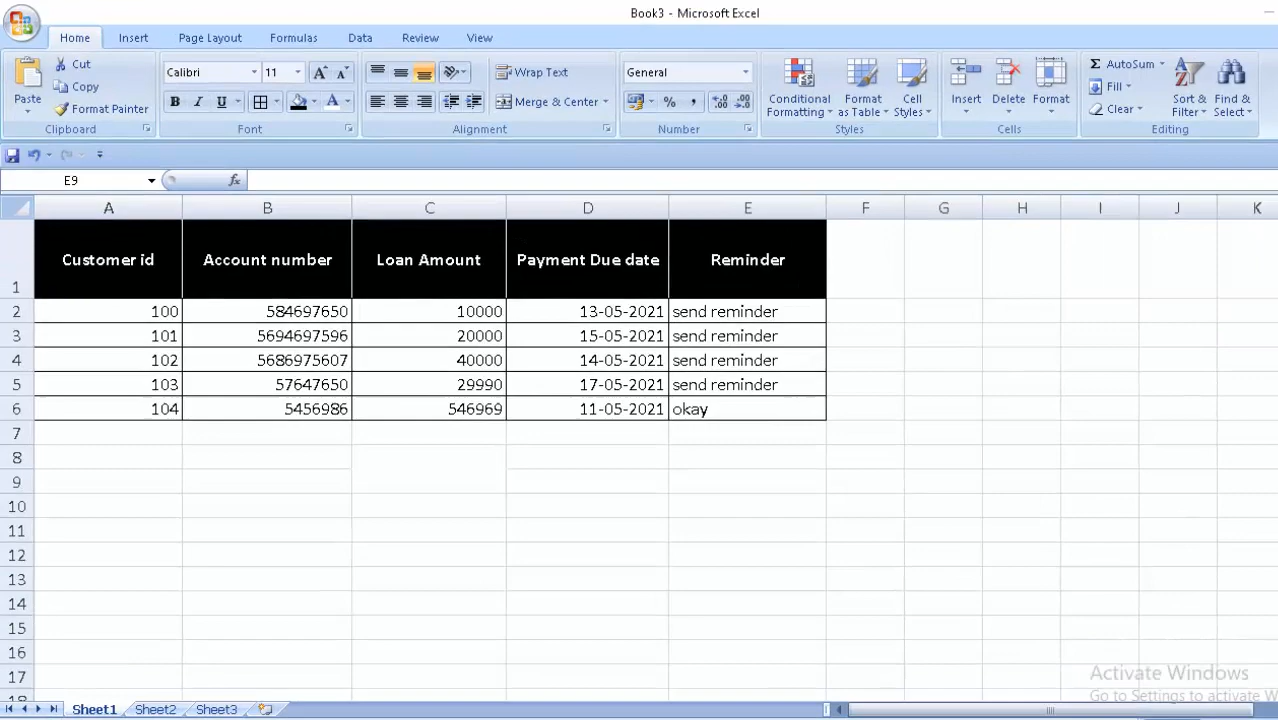 Book3 - Microsoft Excel
Home Insert Page Layout Formulas Data Review View
Paste
Cut
Copy
Format Painter
Clipboard
Calibri 11
B I U
Font
Wrap Text
Merge & Center
Alignment
General
Number
Conditional Formatting
Format as Table
Cell Styles
Styles
Insert
Delete
Format
Cells
AutoSum
Fill
Clear
Sort & Filter
Find & Select
Editing
E9 fx
A B C D E F G H I J K
1 Customer id Account number Loan Amount Payment Due date Reminder
2 100 584697650 10000 13-05-2021 send reminder
3 101 5694697596 20000 15-05-2021 send reminder
4 102 5686975607 40000 14-05-2021 send reminder
5 103 57647650 29990 17-05-2021 send reminder
6 104 5456986 546969 11-05-2021 okay
7
8
9
10
11
12
13
14
15
16
17
18
Activate Windows
Go to Settings to activate W
Sheet1 Sheet2 Sheet3